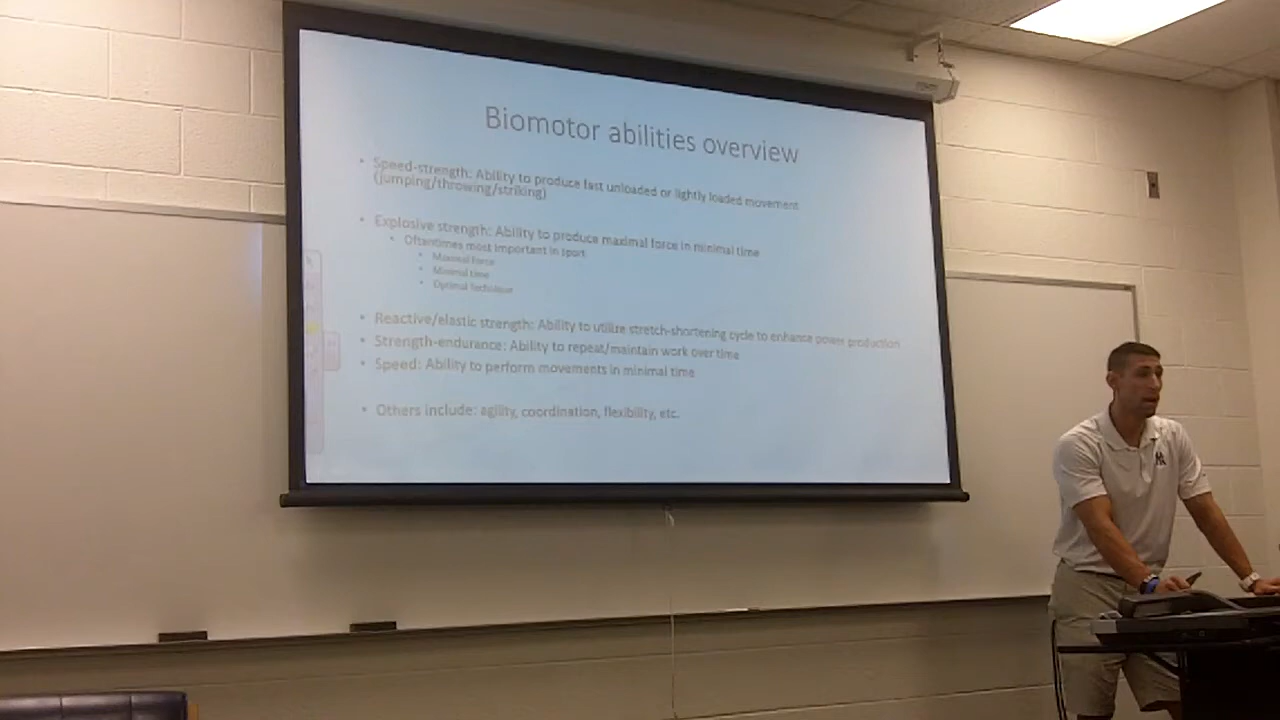 Biomotor abilities overview
• Speed-strength: Ability to produce fast unloaded or lightly loaded movement
(jumping/throwing/striking)
• Explosive strength: Ability to produce maximal force in minimal time
• Oftentimes most important in sport
• Maximal force
• Minimal time
• Optimal technique
• Reactive/elastic strength: Ability to utilize stretch-shortening cycle to enhance power production
• Strength-endurance: Ability to repeat/maintain work over time
• Speed: Ability to perform movements in minimal time
• Others include: agility, coordination, flexibility, etc.